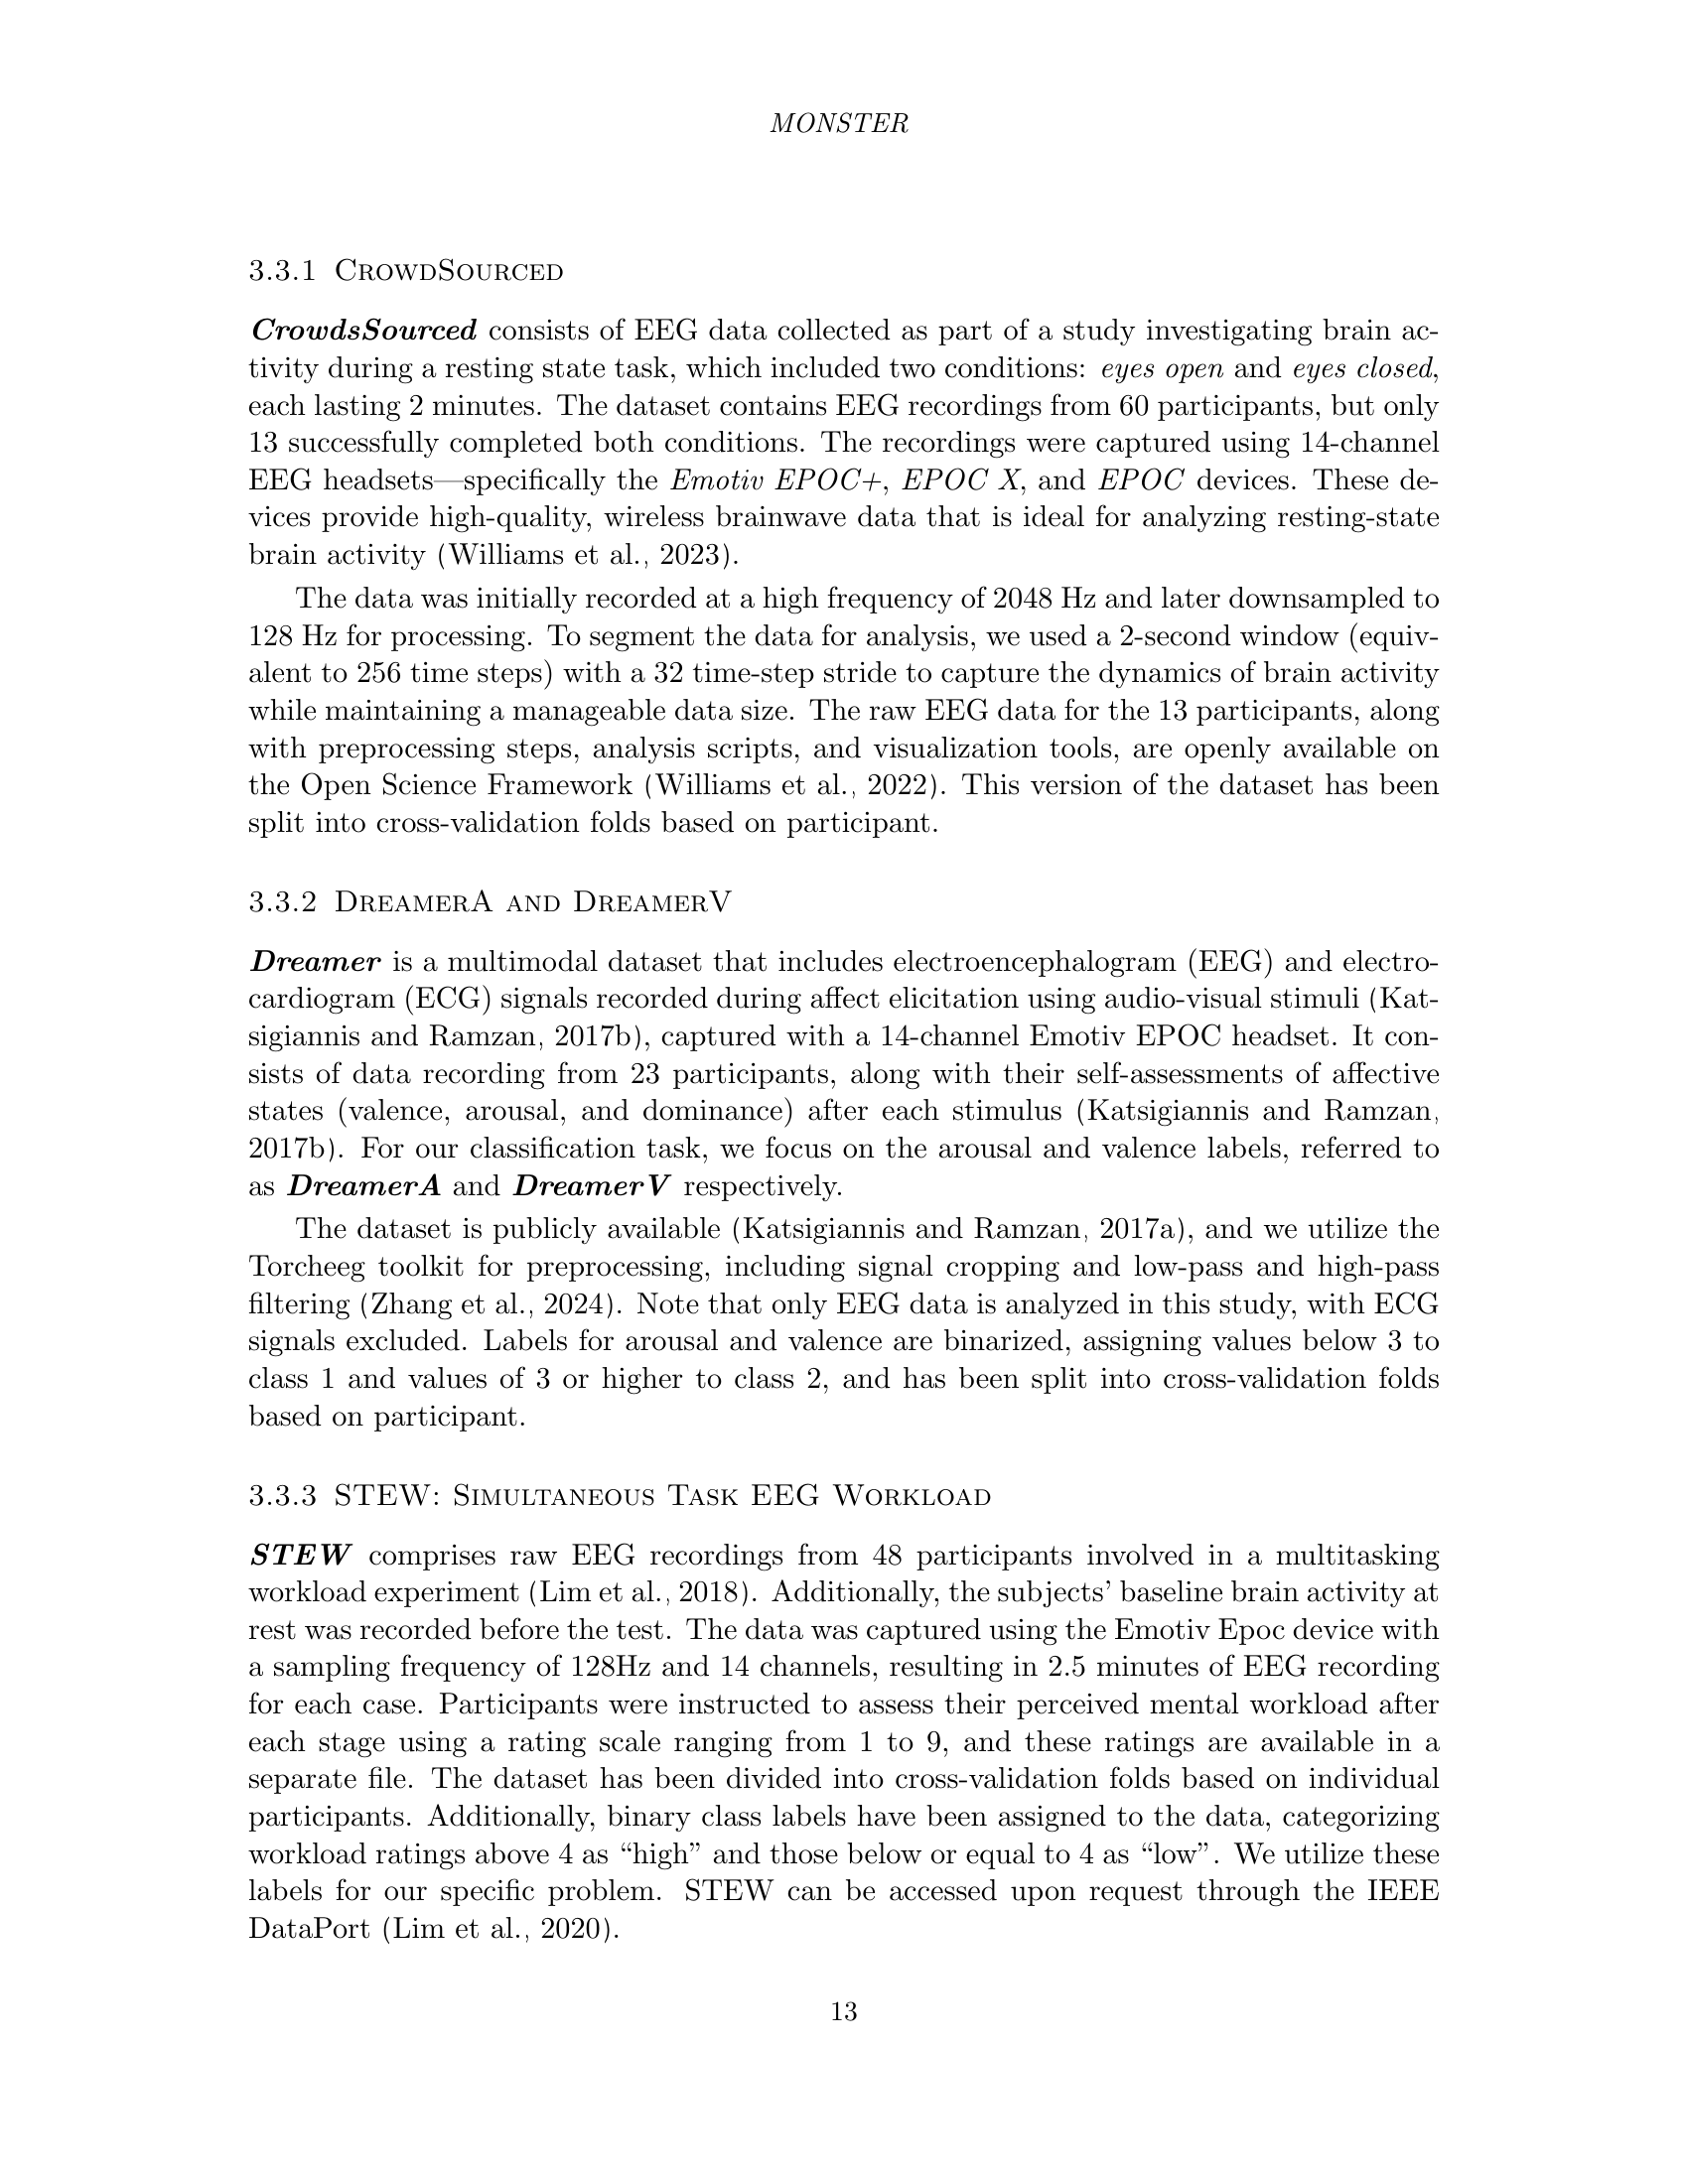 MONSTER
3.3.1 CrowdSourced
CrowdsSourced consists of EEG data collected as part of a study investigating brain ac-
tivity during a resting state task, which included two conditions: eyes open and eyes closed,
each lasting 2 minutes. The dataset contains EEG recordings from 60 participants, but only
13 successfully completed both conditions. The recordings were captured using 14-channel
EEG headsets—specifically the Emotiv EPOC+, EPOC X, and EPOC devices. These de-
vices provide high-quality, wireless brainwave data that is ideal for analyzing resting-state
brain activity (Williams et al., 2023).
The data was initially recorded at a high frequency of 2048 Hz and later downsampled to
128 Hz for processing. To segment the data for analysis, we used a 2-second window (equiv-
alent to 256 time steps) with a 32 time-step stride to capture the dynamics of brain activity
while maintaining a manageable data size. The raw EEG data for the 13 participants, along
with preprocessing steps, analysis scripts, and visualization tools, are openly available on
the Open Science Framework (Williams et al., 2022). This version of the dataset has been
split into cross-validation folds based on participant.
3.3.2 DreamerA and DreamerV
Dreamer is a multimodal dataset that includes electroencephalogram (EEG) and electro-
cardiogram (ECG) signals recorded during affect elicitation using audio-visual stimuli (Kat-
sigiannis and Ramzan, 2017b), captured with a 14-channel Emotiv EPOC headset. It con-
sists of data recording from 23 participants, along with their self-assessments of affective
states (valence, arousal, and dominance) after each stimulus (Katsigiannis and Ramzan,
2017b). For our classification task, we focus on the arousal and valence labels, referred to
as DreamerA and DreamerV respectively.
The dataset is publicly available (Katsigiannis and Ramzan, 2017a), and we utilize the
Torcheeg toolkit for preprocessing, including signal cropping and low-pass and high-pass
filtering (Zhang et al., 2024). Note that only EEG data is analyzed in this study, with ECG
signals excluded. Labels for arousal and valence are binarized, assigning values below 3 to
class 1 and values of 3 or higher to class 2, and has been split into cross-validation folds
based on participant.
3.3.3 STEW: Simultaneous Task EEG Workload
STEW comprises raw EEG recordings from 48 participants involved in a multitasking
workload experiment (Lim et al., 2018). Additionally, the subjects' baseline brain activity at
rest was recorded before the test. The data was captured using the Emotiv Epoc device with
a sampling frequency of 128Hz and 14 channels, resulting in 2.5 minutes of EEG recording
for each case. Participants were instructed to assess their perceived mental workload after
each stage using a rating scale ranging from 1 to 9, and these ratings are available in a
separate file. The dataset has been divided into cross-validation folds based on individual
participants. Additionally, binary class labels have been assigned to the data, categorizing
workload ratings above 4 as “high” and those below or equal to 4 as “low”. We utilize these
labels for our specific problem. STEW can be accessed upon request through the IEEE
DataPort (Lim et al., 2020).
13